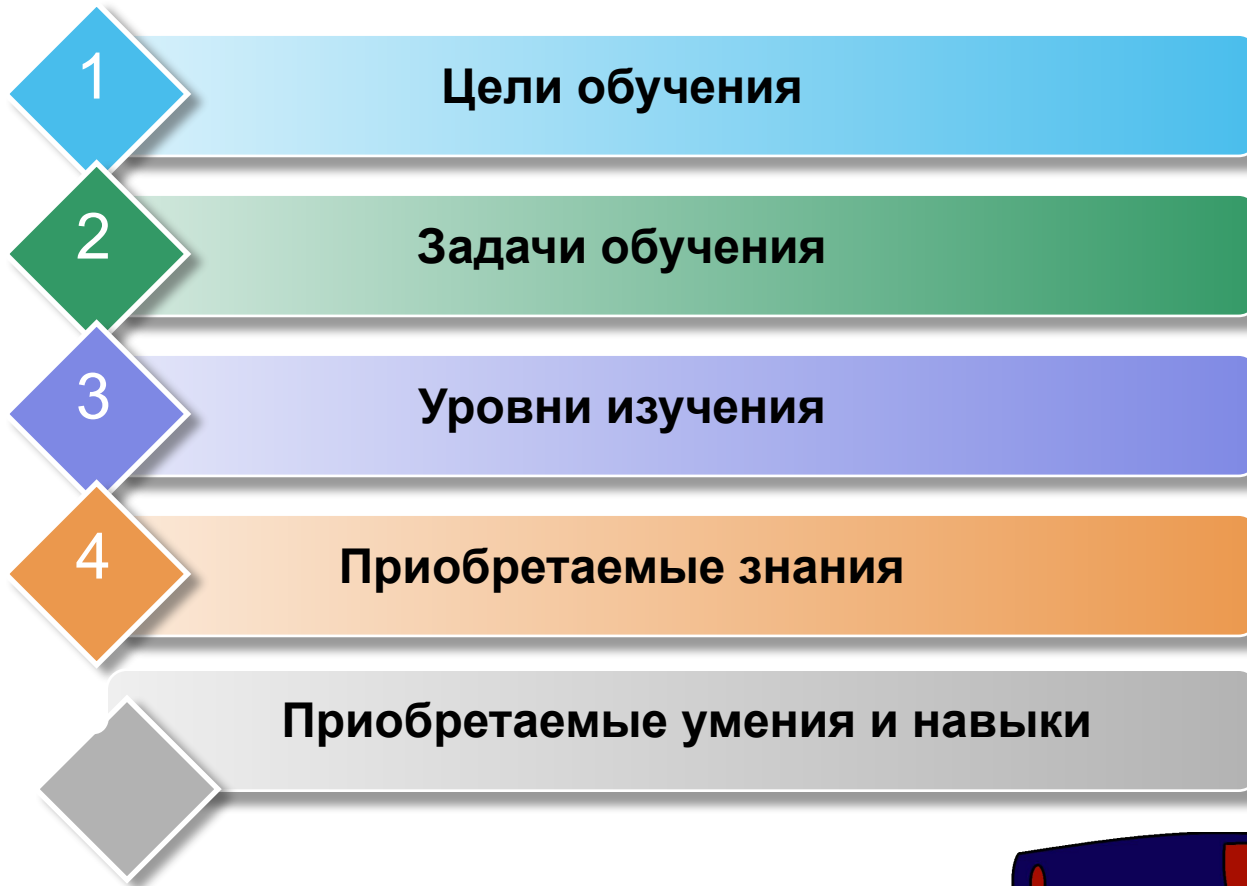 1 Цели обучения
2 Задачи обучения
3 Уровни изучения
4 Приобретаемые знания
Приобретаемые умения и навыки